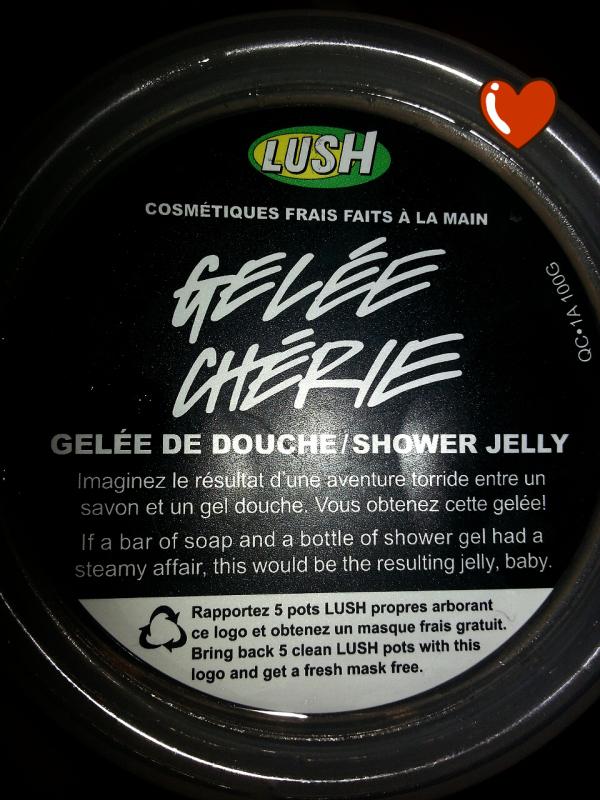 LUSH
COSMÉTIQUES FRAIS FAITS À LA MAIN
GELÉE
CHÉRIE
QC•1A 100G
GELÉE DE DOUCHE/SHOWER JELLY
Imaginez le résultat d'une aventure torride entre un
savon et un gel douche. Vous obtenez cette gelée!
If a bar of soap and a bottle of shower gel had a
steamy affair, this would be the resulting jelly, baby.
Rapportez 5 pots LUSH propres arborant
ce logo et obtenez un masque frais gratuit.
Bring back 5 clean LUSH pots with this
logo and get a fresh mask free.